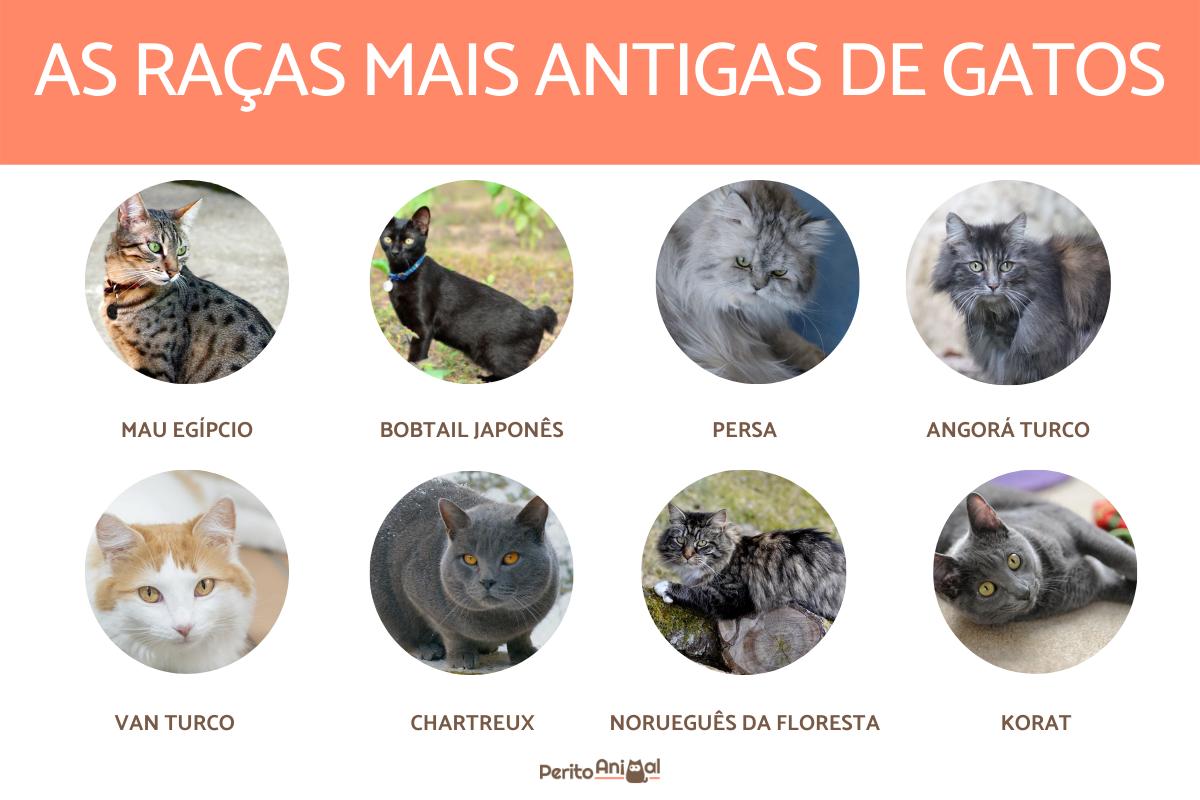 AS RAÇAS MAIS ANTIGAS DE GATOS
MAU EGÍPCIO
BOBTAIL JAPONÊS
PERSA
ANGORÁ TURCO
VAN TURCO
CHARTREUX
NORUEGUÊS DA FLORESTA
KORAT
Perito Animal